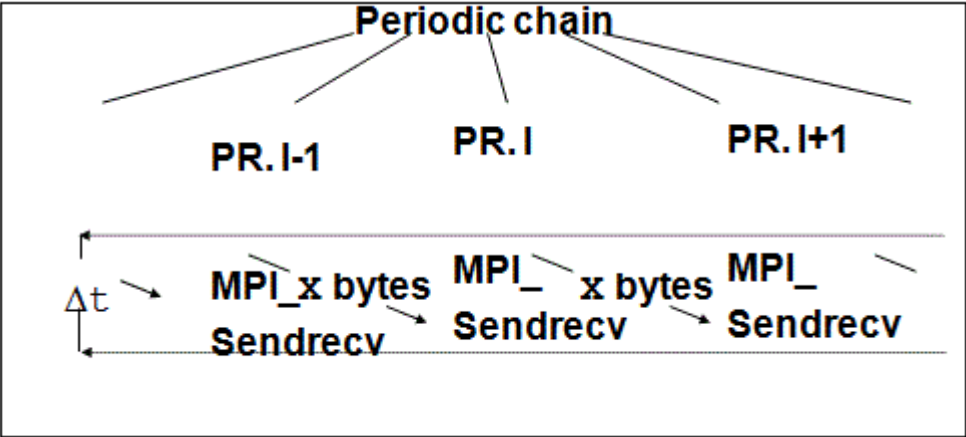 Periodic chain
PR. I-1
PR. I
PR. I+1
MPI_x bytes
MPI_
x bytes
MPI_
Δt
Sendrecv
Sendrecv
Sendrecv